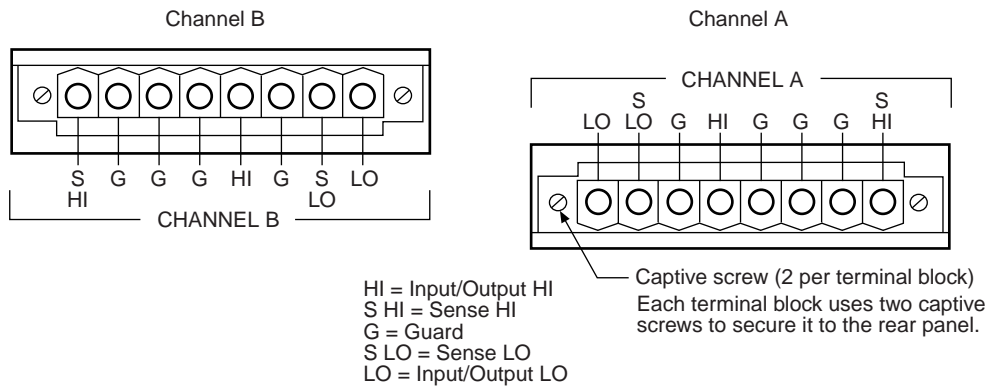 Channel B
S HI G G G HI G S LO LO
CHANNEL B
Channel A
CHANNEL A
LO S LO G HI G G G S HI
Captive screw (2 per terminal block)
Each terminal block uses two captive
screws to secure it to the rear panel.
HI = Input/Output HI
S HI = Sense HI
G = Guard
S LO = Sense LO
LO = Input/Output LO